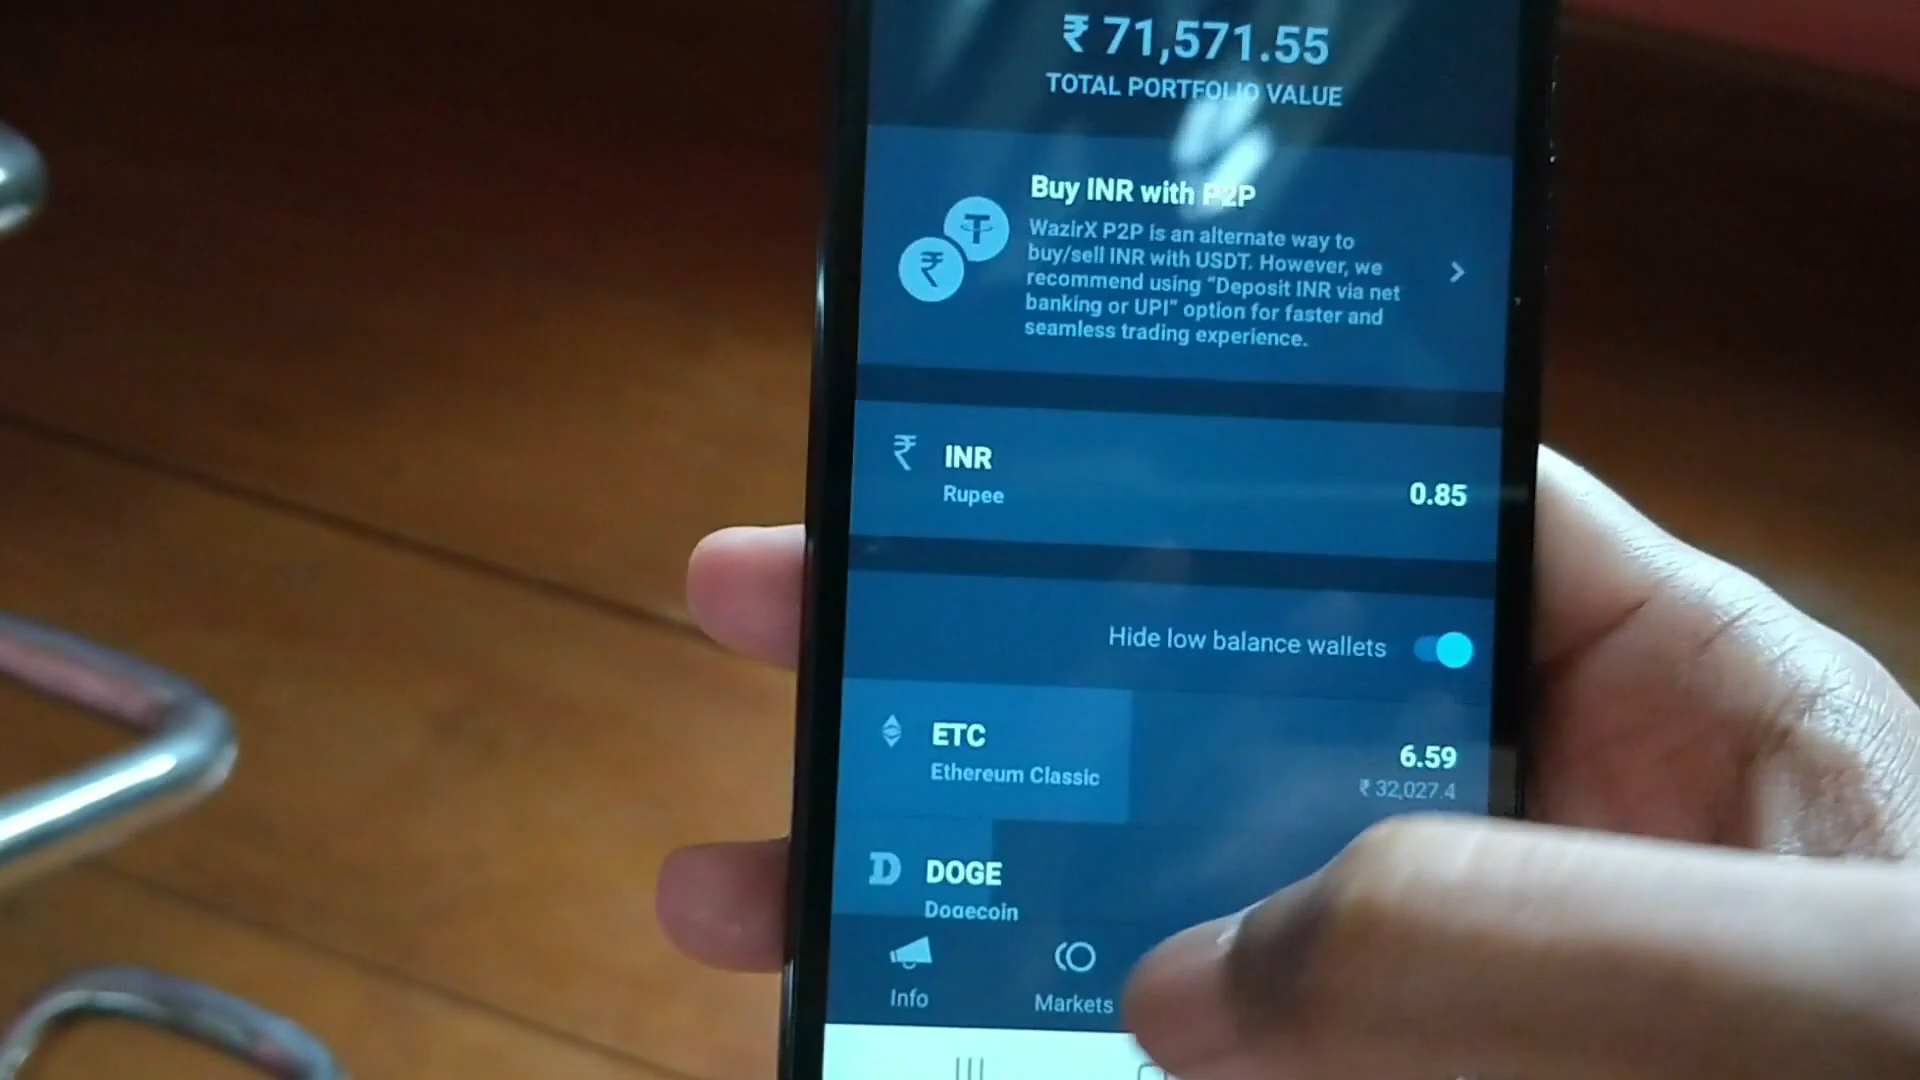 ₹ 71,571.55
TOTAL PORTFOLIO VALUE
Buy INR with P2P
WazirX P2P is an alternate way to
buy/sell INR with USDT. However, we
recommend using “Deposit INR via net
banking or UPI” option for faster and
seamless trading experience.
INR
Rupee
0.85
Hide low balance wallets
ETC
Ethereum Classic
6.59
₹ 32,027.4
DOGE
Dogecoin
Info
Markets